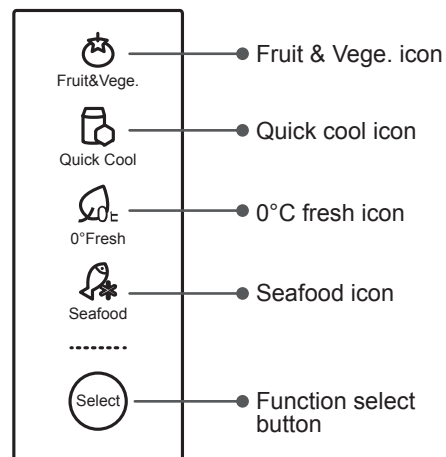 Fruit & Vege. icon
Fruit&Vege.
Quick cool icon
Quick Cool
0°C fresh icon
0°Fresh
Seafood icon
Seafood
Select
Function select
button